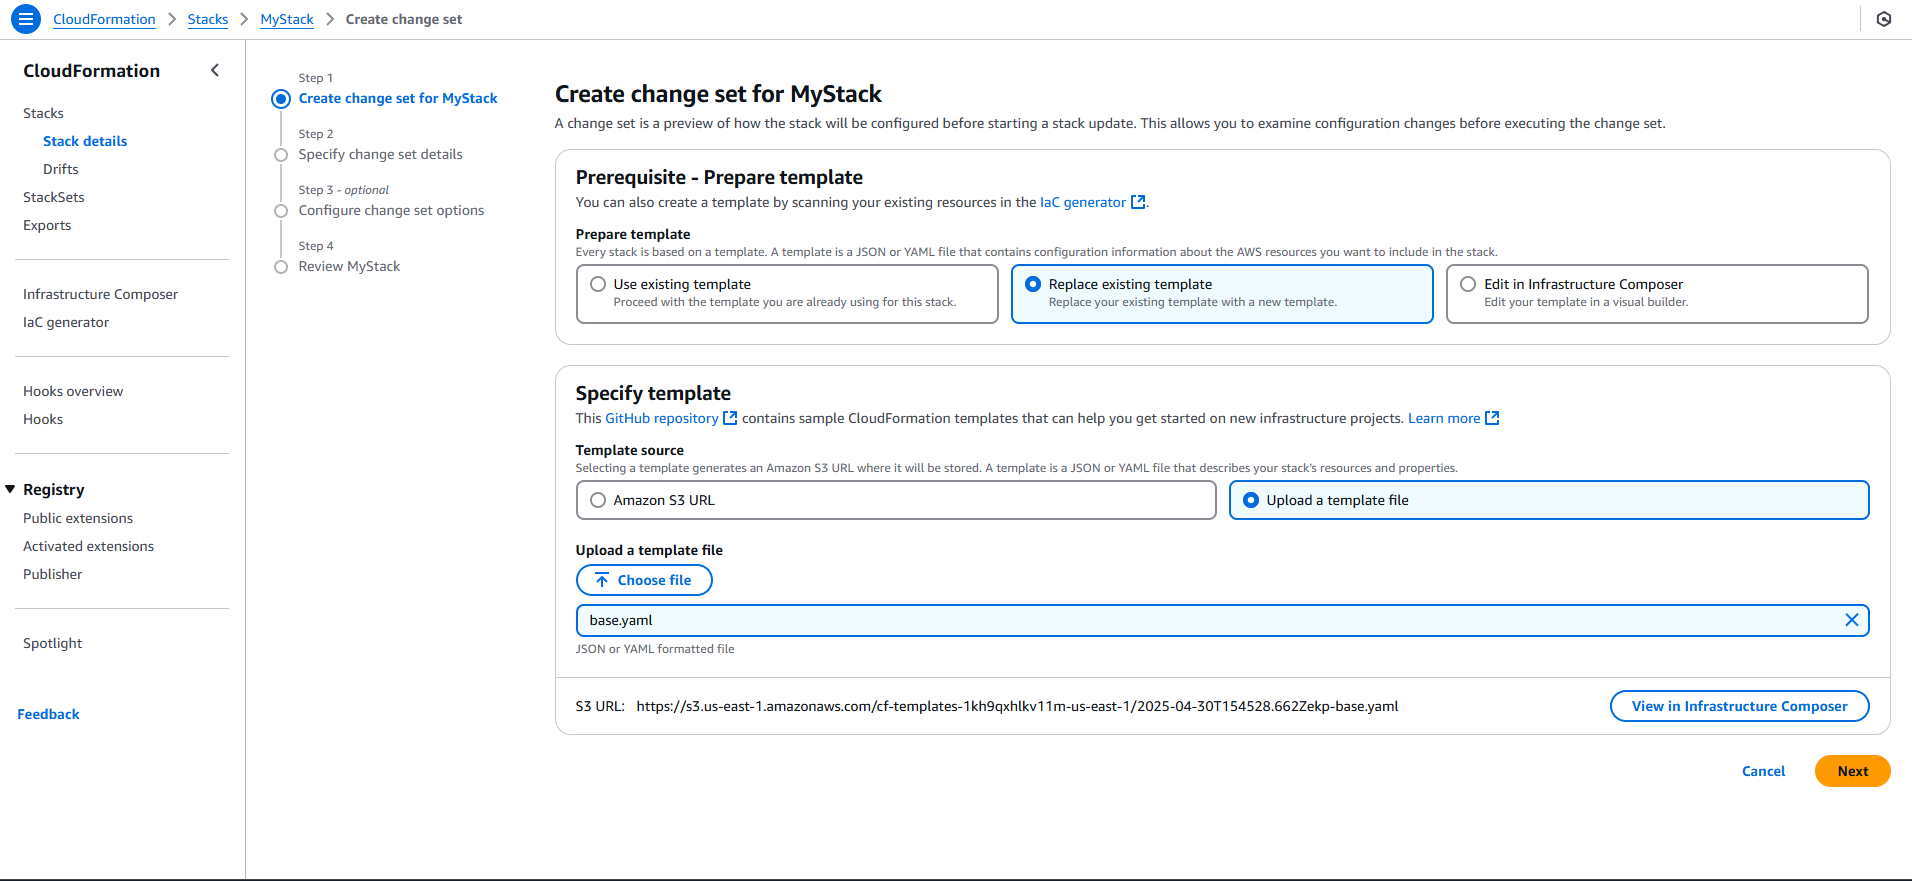 CloudFormation > Stacks > MyStack > Create change set
CloudFormation
Stacks
Stack details
Drifts
StackSets
Exports
Infrastructure Composer
IaC generator
Hooks overview
Hooks
Registry
Public extensions
Activated extensions
Publisher
Spotlight
Feedback
Step 1
Create change set for MyStack
Step 2
Specify change set details
Step 3 - optional
Configure change set options
Step 4
Review MyStack
Create change set for MyStack
A change set is a preview of how the stack will be configured before starting a stack update. This allows you to examine configuration changes before executing the change set.
Prerequisite - Prepare template
You can also create a template by scanning your existing resources in the IaC generator.
Prepare template
Every stack is based on a template. A template is a JSON or YAML file that contains configuration information about the AWS resources you want to include in the stack.
Use existing template
Proceed with the template you are already using for this stack.
Replace existing template
Replace your existing template with a new template.
Edit in Infrastructure Composer
Edit your template in a visual builder.
Specify template
This GitHub repository contains sample CloudFormation templates that can help you get started on new infrastructure projects. Learn more
Template source
Selecting a template generates an Amazon S3 URL where it will be stored. A template is a JSON or YAML file that describes your stack's resources and properties.
Amazon S3 URL
Upload a template file
Upload a template file
Choose file
base.yaml
JSON or YAML formatted file
S3 URL: https://s3.us-east-1.amazonaws.com/cf-templates-1kh9qxhlkv11m-us-east-1/2025-04-30T154528.662Zekp-base.yaml
View in Infrastructure Composer
Cancel
Next